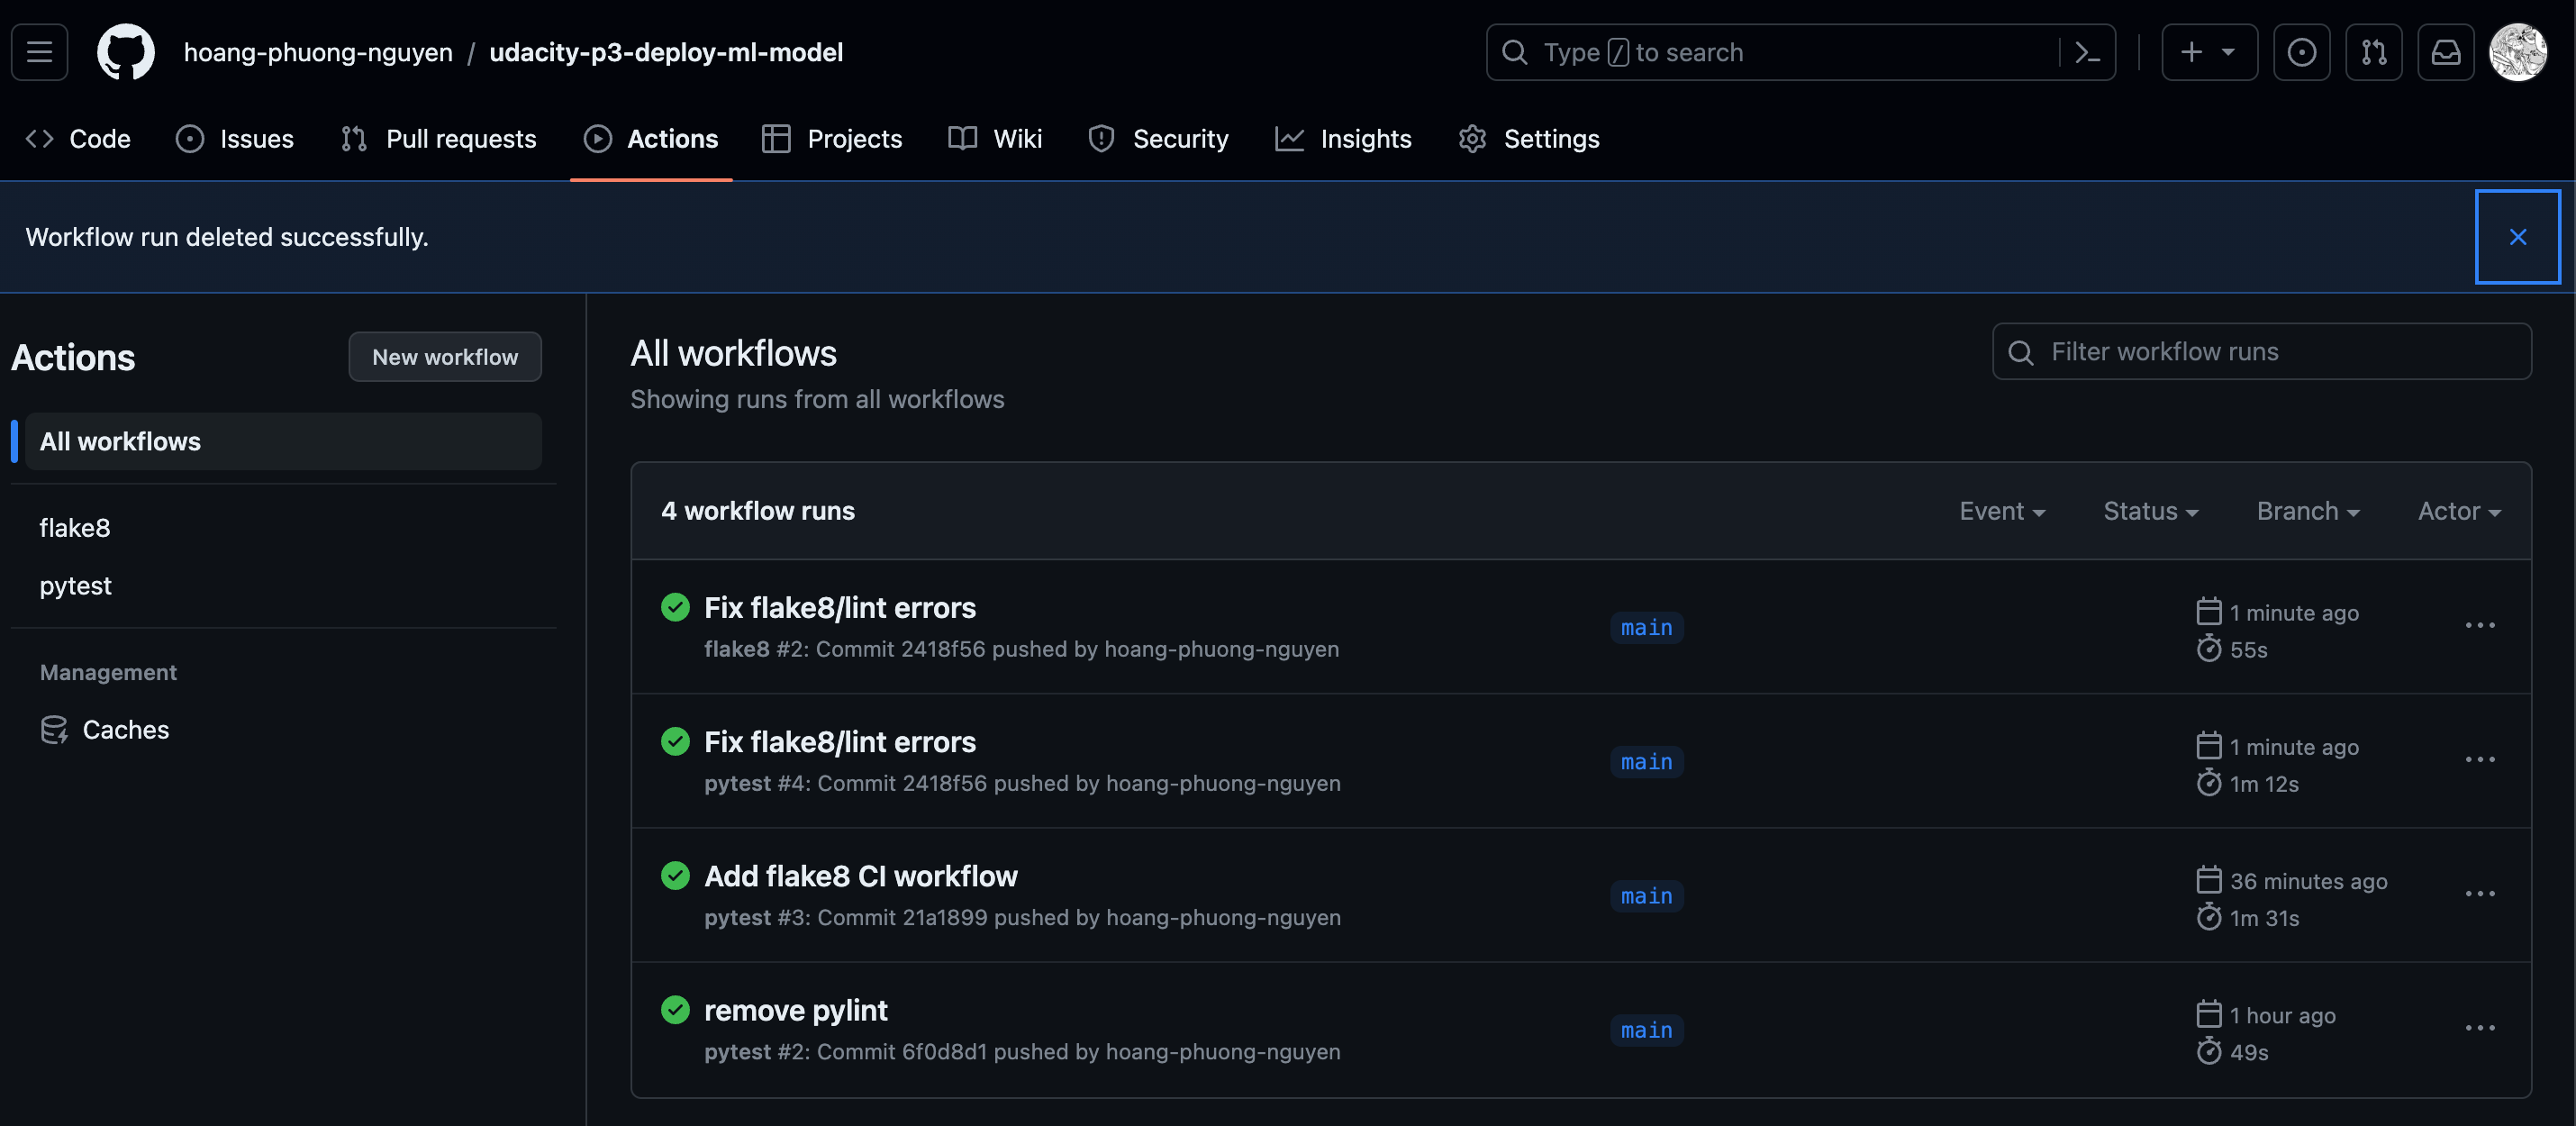 hoang-phuong-nguyen / udacity-p3-deploy-ml-model
Type / to search
Code
Issues
Pull requests
Actions
Projects
Wiki
Security
Insights
Settings
Workflow run deleted successfully.
Actions
New workflow
All workflows
flake8
pytest
Management
Caches
All workflows
Showing runs from all workflows
Filter workflow runs
4 workflow runs
Event
Status
Branch
Actor
Fix flake8/lint errors
flake8 #2: Commit 2418f56 pushed by hoang-phuong-nguyen
main
1 minute ago
55s
Fix flake8/lint errors
pytest #4: Commit 2418f56 pushed by hoang-phuong-nguyen
main
1 minute ago
1m 12s
Add flake8 CI workflow
pytest #3: Commit 21a1899 pushed by hoang-phuong-nguyen
main
36 minutes ago
1m 31s
remove pylint
pytest #2: Commit 6f0d8d1 pushed by hoang-phuong-nguyen
main
1 hour ago
49s